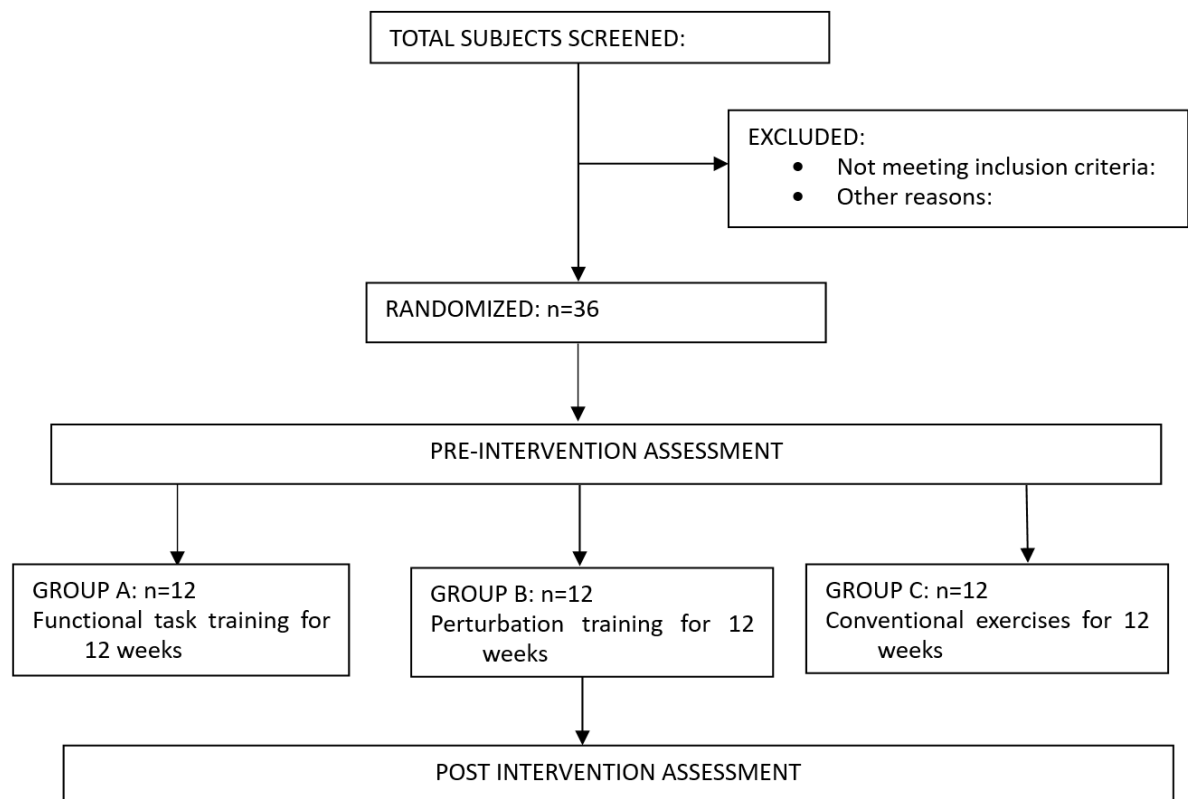 TOTAL SUBJECTS SCREENED:
EXCLUDED:
• Not meeting inclusion criteria:
• Other reasons:
RANDOMIZED: n=36
PRE-INTERVENTION ASSESSMENT
GROUP A: n=12
Functional task training for
12 weeks
GROUP B: n=12
Perturbation training for 12
weeks
GROUP C: n=12
Conventional exercises for 12
weeks
POST INTERVENTION ASSESSMENT